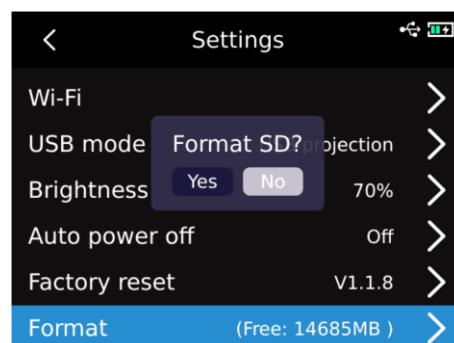 Settings
Wi-Fi
USB mode
rojection
Format SD?
Yes No
Brightness 70%
Auto power off Off
Factory reset V1.1.8
Format (Free: 14685MB )